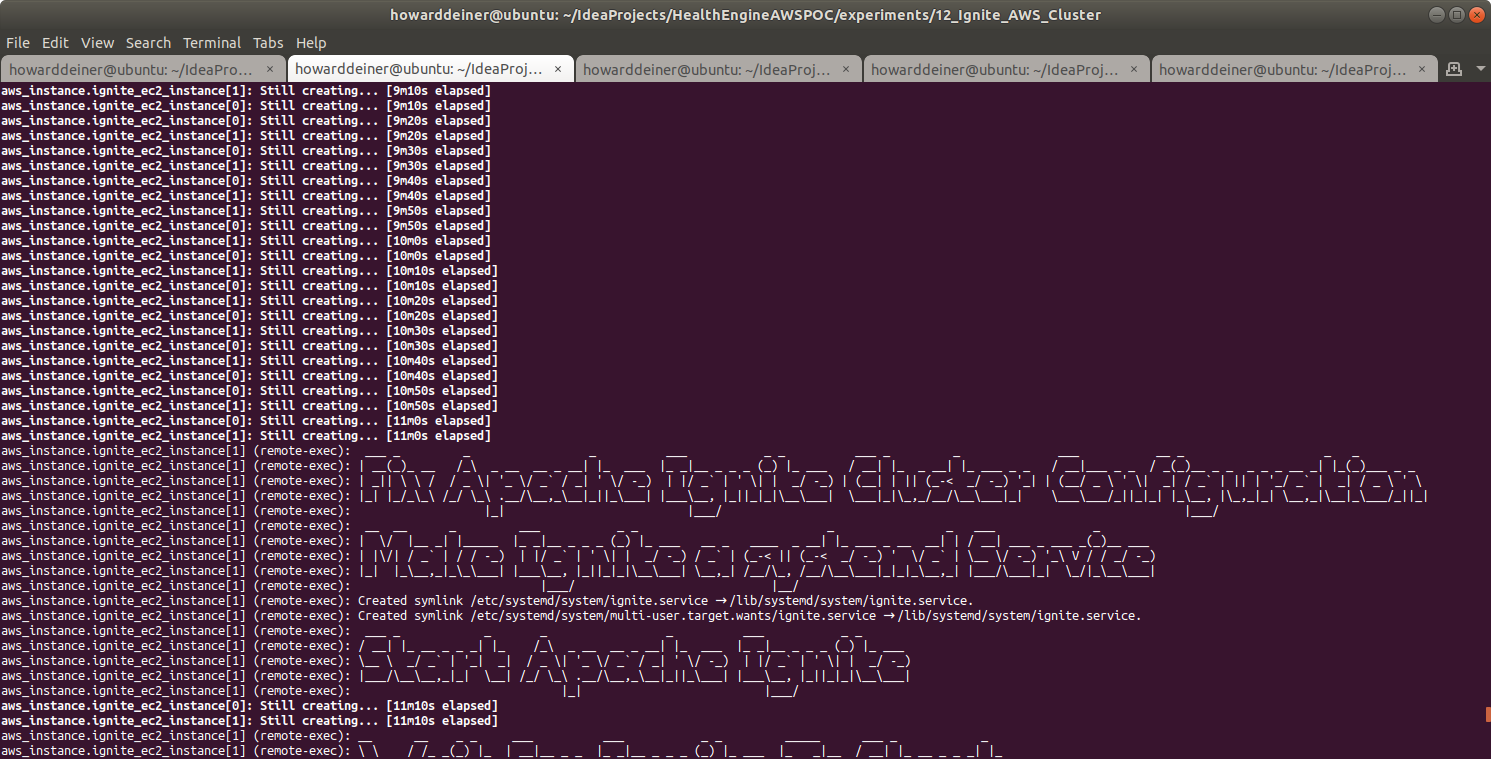 howarddeiner@ubuntu: ~/IdeaProjects/HealthEngineAWSPOC/experiments/12_Ignite_AWS_Cluster
File Edit View Search Terminal Tabs Help
howarddeiner@ubuntu: ~/IdeaPro... × howarddeiner@ubuntu: ~/IdeaProj... × howarddeiner@ubuntu: ~/IdeaProj... × howarddeiner@ubuntu: ~/IdeaProj... × howarddeiner@ubuntu: ~/IdeaProj... ×
aws_instance.ignite_ec2_instance[1]: Still creating... [9m10s elapsed]
aws_instance.ignite_ec2_instance[0]: Still creating... [9m10s elapsed]
aws_instance.ignite_ec2_instance[0]: Still creating... [9m20s elapsed]
aws_instance.ignite_ec2_instance[1]: Still creating... [9m20s elapsed]
aws_instance.ignite_ec2_instance[0]: Still creating... [9m30s elapsed]
aws_instance.ignite_ec2_instance[1]: Still creating... [9m30s elapsed]
aws_instance.ignite_ec2_instance[0]: Still creating... [9m40s elapsed]
aws_instance.ignite_ec2_instance[1]: Still creating... [9m40s elapsed]
aws_instance.ignite_ec2_instance[1]: Still creating... [9m50s elapsed]
aws_instance.ignite_ec2_instance[0]: Still creating... [9m50s elapsed]
aws_instance.ignite_ec2_instance[1]: Still creating... [10m0s elapsed]
aws_instance.ignite_ec2_instance[0]: Still creating... [10m0s elapsed]
aws_instance.ignite_ec2_instance[1]: Still creating... [10m10s elapsed]
aws_instance.ignite_ec2_instance[0]: Still creating... [10m10s elapsed]
aws_instance.ignite_ec2_instance[1]: Still creating... [10m20s elapsed]
aws_instance.ignite_ec2_instance[0]: Still creating... [10m20s elapsed]
aws_instance.ignite_ec2_instance[1]: Still creating... [10m30s elapsed]
aws_instance.ignite_ec2_instance[0]: Still creating... [10m30s elapsed]
aws_instance.ignite_ec2_instance[1]: Still creating... [10m40s elapsed]
aws_instance.ignite_ec2_instance[0]: Still creating... [10m40s elapsed]
aws_instance.ignite_ec2_instance[0]: Still creating... [10m50s elapsed]
aws_instance.ignite_ec2_instance[1]: Still creating... [10m50s elapsed]
aws_instance.ignite_ec2_instance[0]: Still creating... [11m0s elapsed]
aws_instance.ignite_ec2_instance[1]: Still creating... [11m0s elapsed]
aws_instance.ignite_ec2_instance[1] (remote-exec):
aws_instance.ignite_ec2_instance[1] (remote-exec):
aws_instance.ignite_ec2_instance[1] (remote-exec): Fix Apache Ignite Cluster Configuration
aws_instance.ignite_ec2_instance[1] (remote-exec):
aws_instance.ignite_ec2_instance[1] (remote-exec):
aws_instance.ignite_ec2_instance[1] (remote-exec):
aws_instance.ignite_ec2_instance[1] (remote-exec):
aws_instance.ignite_ec2_instance[1] (remote-exec): Make Ignite a systemd Service
aws_instance.ignite_ec2_instance[1] (remote-exec):
aws_instance.ignite_ec2_instance[1] (remote-exec):
aws_instance.ignite_ec2_instance[1] (remote-exec): Created symlink /etc/systemd/system/ignite.service → /lib/systemd/system/ignite.service.
aws_instance.ignite_ec2_instance[1] (remote-exec): Created symlink /etc/systemd/system/multi-user.target.wants/ignite.service → /lib/systemd/system/ignite.service.
aws_instance.ignite_ec2_instance[1] (remote-exec):
aws_instance.ignite_ec2_instance[1] (remote-exec):
aws_instance.ignite_ec2_instance[1] (remote-exec): Start Apache Ignite
aws_instance.ignite_ec2_instance[1] (remote-exec):
aws_instance.ignite_ec2_instance[1] (remote-exec):
aws_instance.ignite_ec2_instance[0]: Still creating... [11m10s elapsed]
aws_instance.ignite_ec2_instance[1]: Still creating... [11m10s elapsed]
aws_instance.ignite_ec2_instance[1] (remote-exec):
aws_instance.ignite_ec2_instance[1] (remote-exec): Wait For Ignite To Start